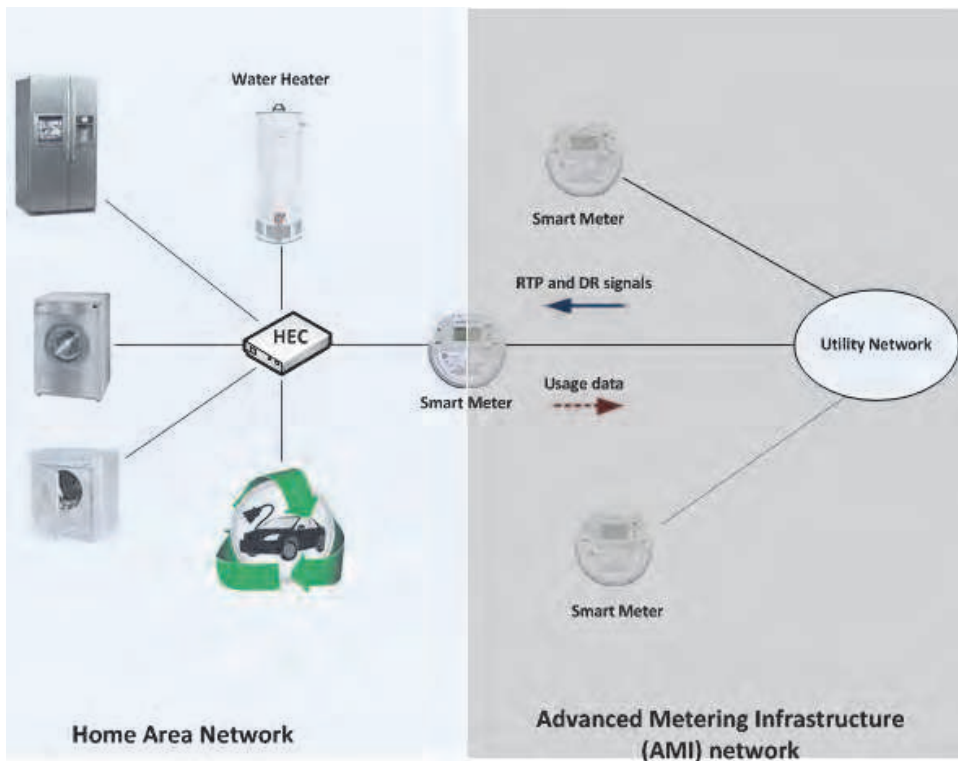 Water Heater
Smart Meter
RTP and DR signals
HEC
Utility Network
Usage data
Smart Meter
Smart Meter
Home Area Network
Advanced Metering Infrastructure
(AMI) network